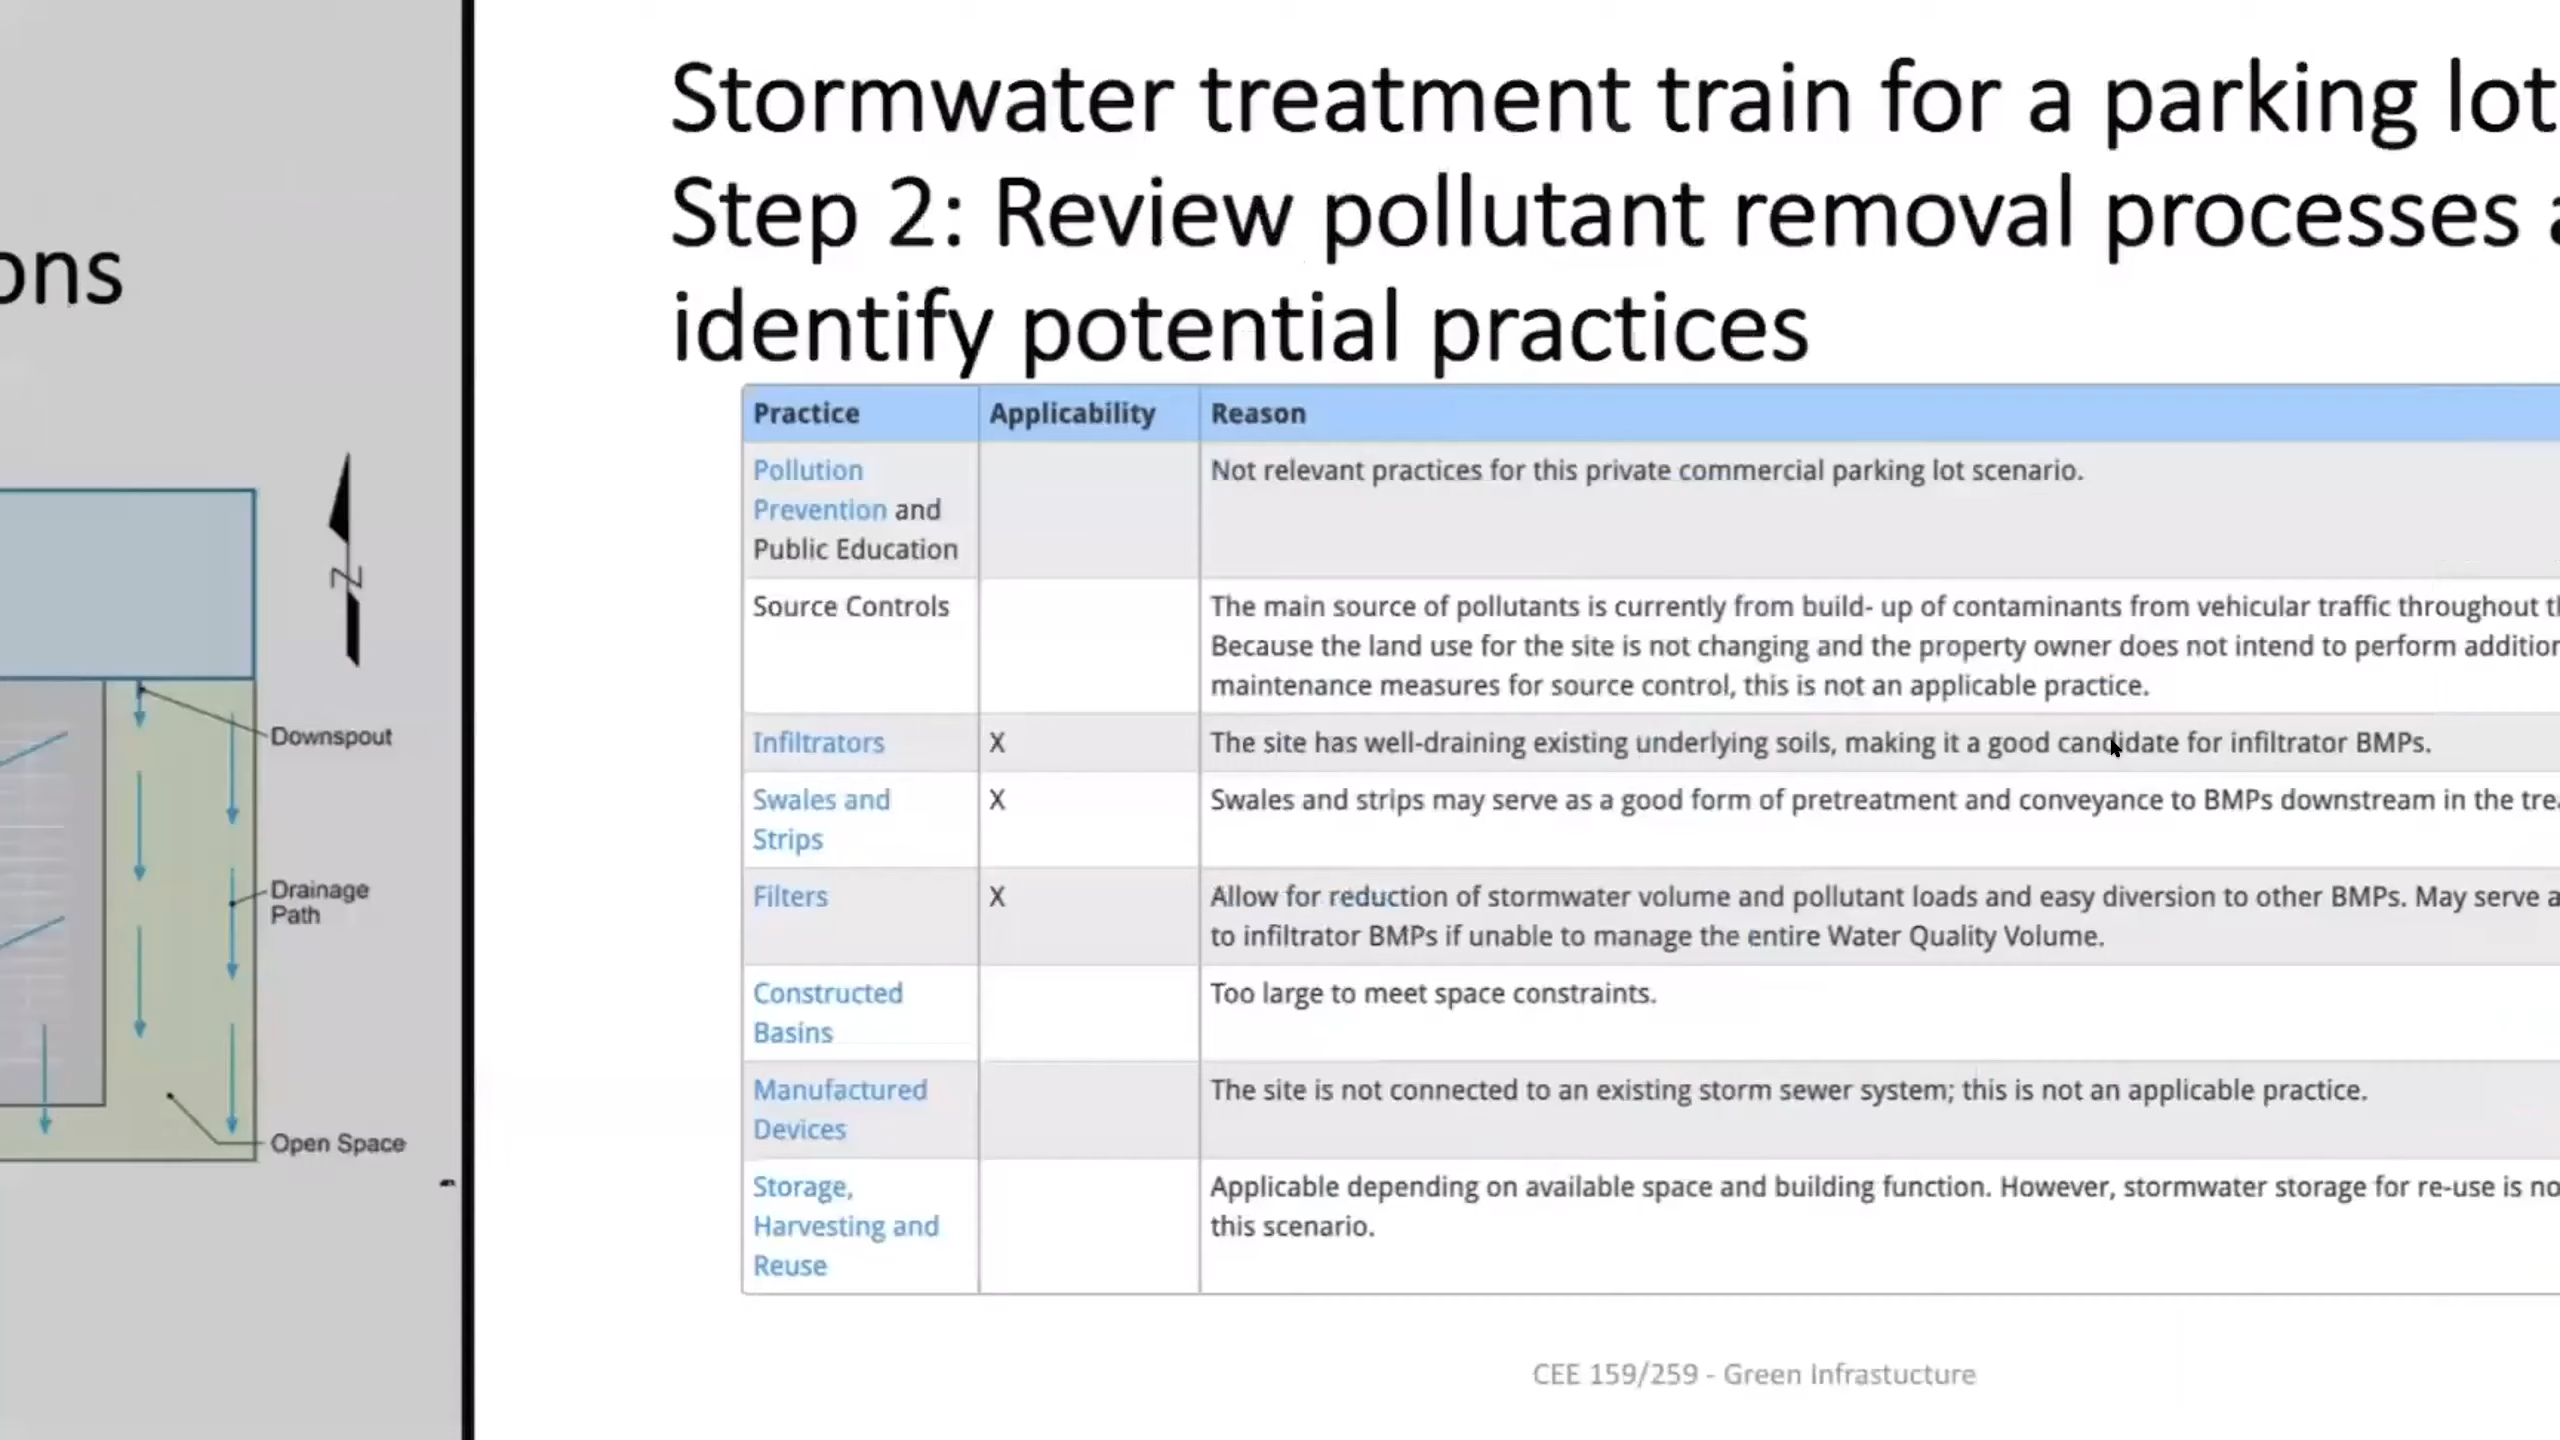 ons
N
Downspout
Drainage
Path
Open Space
Stormwater treatment train for a parking lot
Step 2: Review pollutant removal processes a
identify potential practices
Practice Applicability Reason
Pollution
Prevention and
Public Education
Not relevant practices for this private commercial parking lot scenario.
Source Controls
The main source of pollutants is currently from build- up of contaminants from vehicular traffic throughout
Because the land use for the site is not changing and the property owner does not intend to perform
maintenance measures for source control, this is not an applicable practice.
Infiltrators X The site has well-draining existing underlying soils, making it a good candidate for infiltrator BMPs.
Swales and
Strips
X
Swales and strips may serve as a good form of pretreatment and conveyance to BMPs downstream in the
Filters X
Allow for reduction of stormwater volume and pollutant loads and easy diversion to other BMPs. May serve
to infiltrator BMPs if unable to manage the entire Water Quality Volume.
Constructed
Basins
Too large to meet space constraints.
Manufactured
Devices
The site is not connected to an existing storm sewer system; this is not an applicable practice.
Storage,
Harvesting and
Reuse
Applicable depending on available space and building function. However, stormwater storage for re-use is
this scenario.
CEE 159/259 - Green Infrastucture